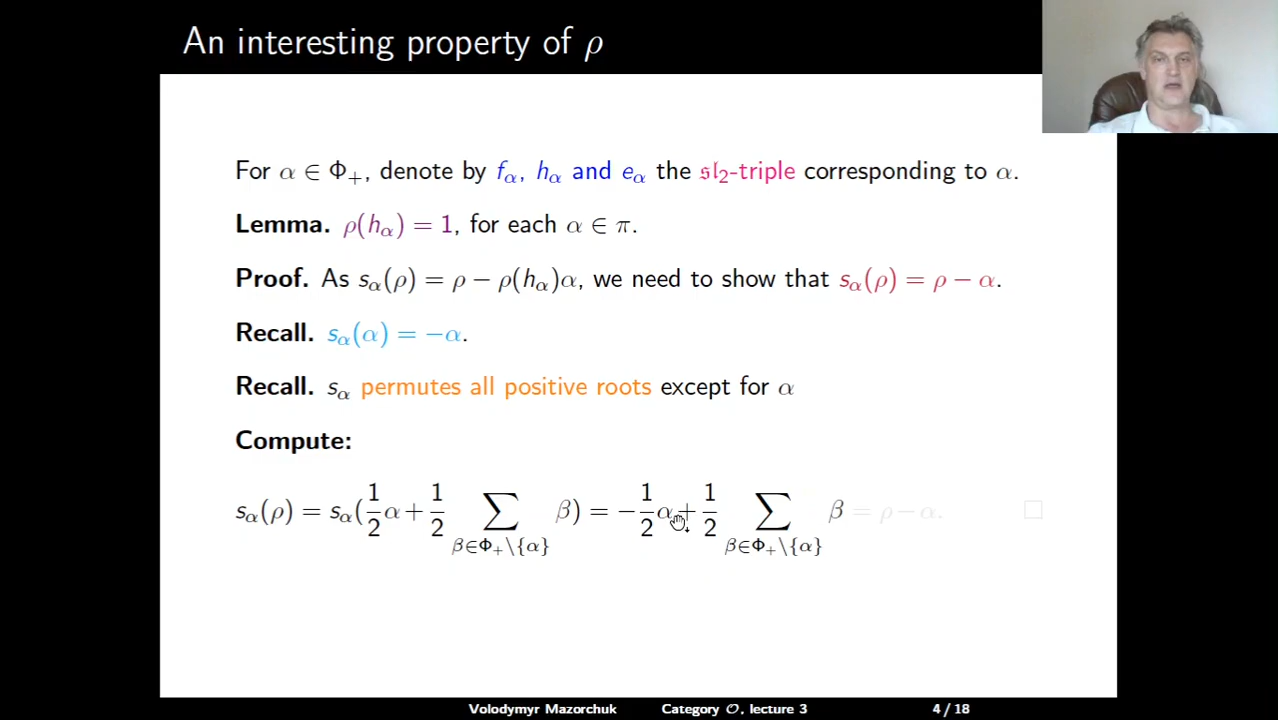 An interesting property of ρ
For α ∈ Φ₊, denote by f_α, h_α and e_α the 𝔰𝔩₂-triple corresponding to α.
Lemma. ρ(h_α) = 1, for each α ∈ π.
Proof. As s_α(ρ) = ρ − ρ(h_α)α, we need to show that s_α(ρ) = ρ − α.
Recall. s_α(α) = −α.
Recall. s_α permutes all positive roots except for α
Compute:
s_α(ρ) = s_α(½α + ½ ∑_{β∈Φ₊\{α}} β) = −½α + ½ ∑_{β∈Φ₊\{α}} β = ρ − α. □
Volodymyr Mazorchuk Category 𝒪, lecture 3 4 / 18